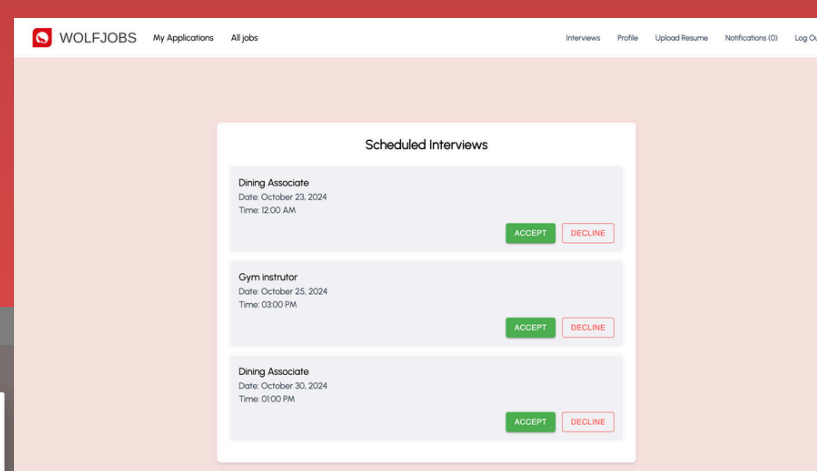 WOLFJOBS My Applications All jobs Interviews Profile Upload Resume Notifications (0) Log Ou
Scheduled Interviews
Dining Associate
Date: October 23, 2024
Time: 12:00 AM
ACCEPT DECLINE
Gym instrutor
Date: October 25, 2024
Time: 03:00 PM
ACCEPT DECLINE
Dining Associate
Date: October 30, 2024
Time: 01:00 PM
ACCEPT DECLINE